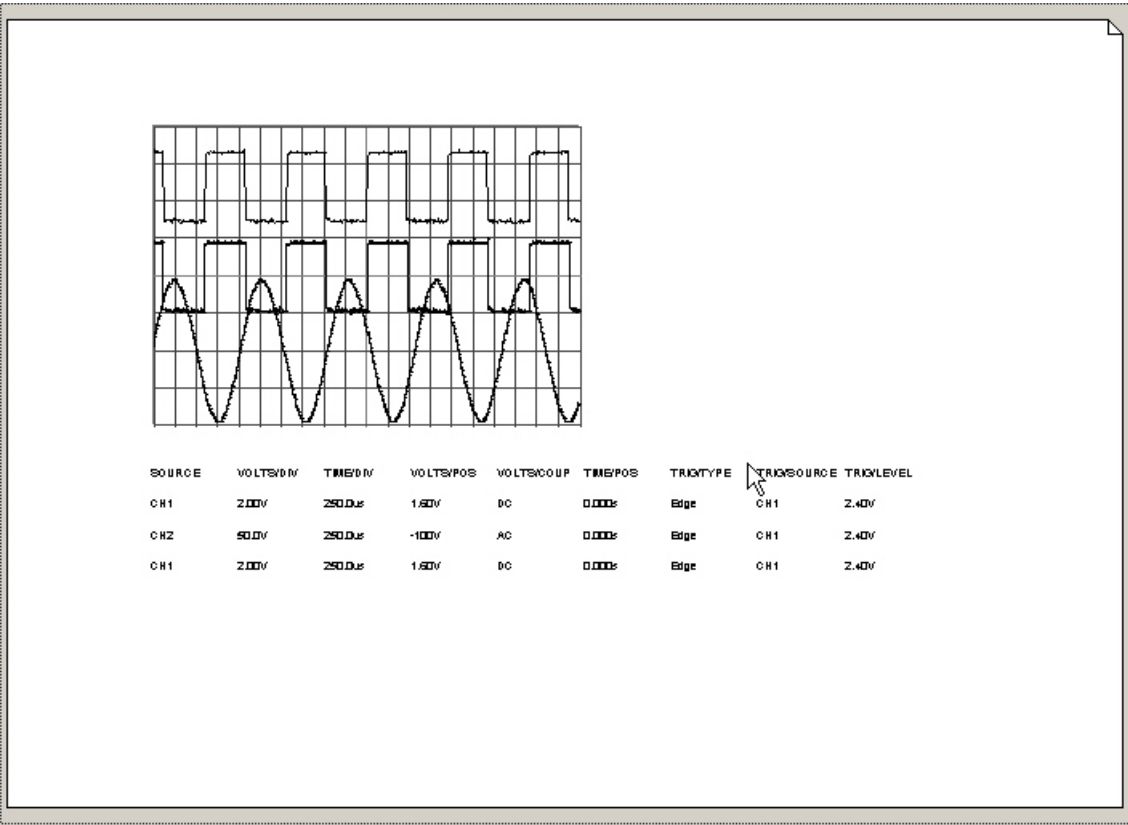 SOURCE VOLTS/DIV TIME/DIV VOLTS/POS VOLTS/COUP TIME/POS TRIG/TYPE TRIG/SOURCE TRIG/LEVEL
CH1 2.00V 250.0us 1.60V DC 0.000s Edge CH1 2.40V
CH2 50.0V 250.0us -100V AC 0.000s Edge CH1 2.40V
CH1 2.00V 250.0us 1.60V DC 0.000s Edge CH1 2.40V